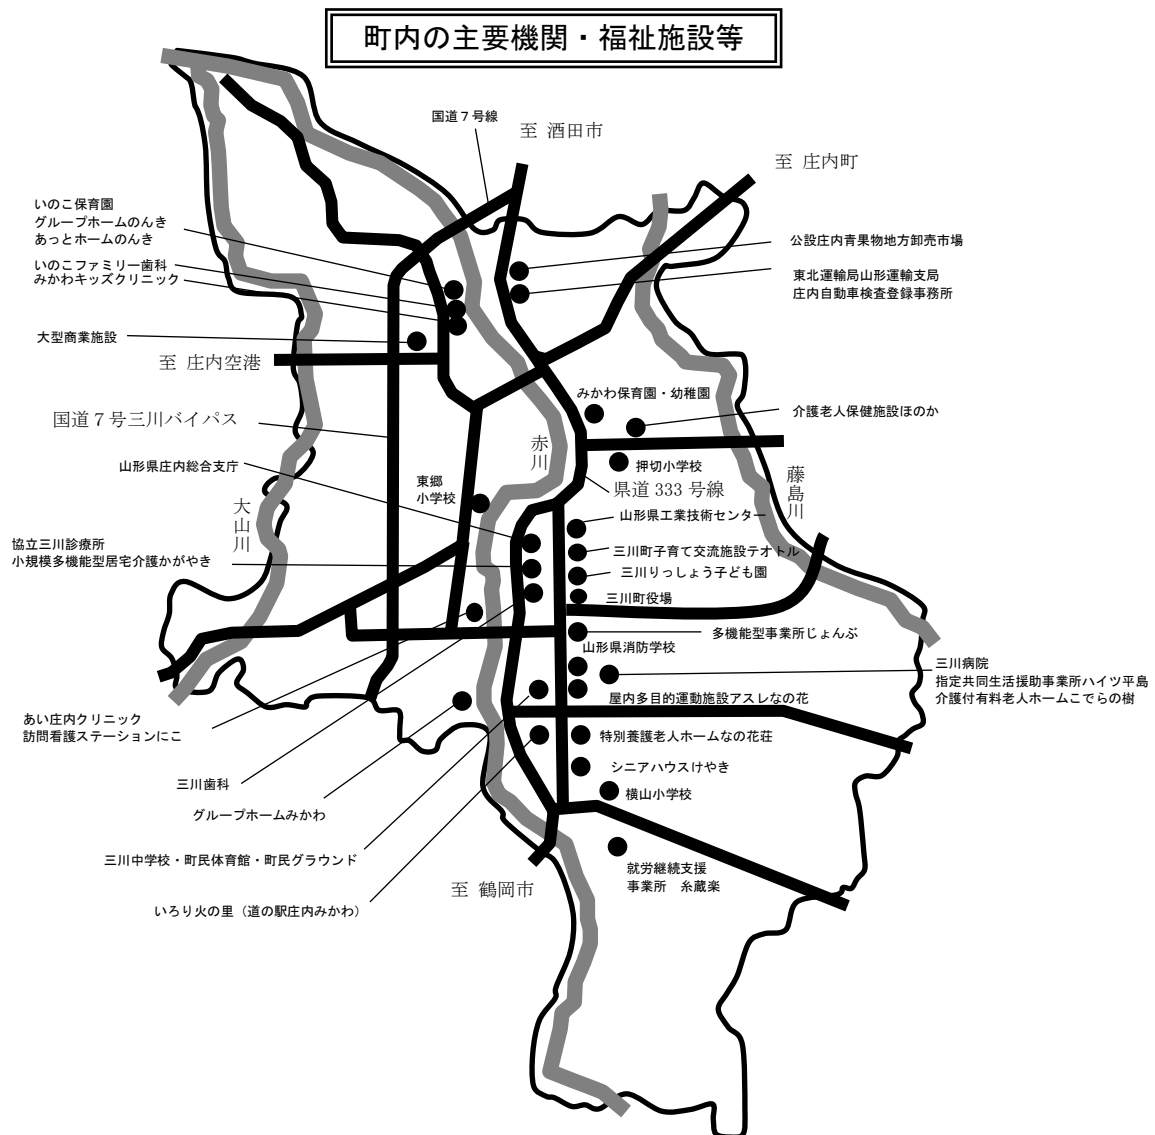 町内の主要機関・福祉施設等
国道７号線
至 酒田市
至 庄内町
いのこ保育園
グループホームのんき
あっとホームのんき
公設庄内青果物地方卸売市場
いのこファミリー歯科
みかわキッズクリニック
東北運輸局山形運輸支局
庄内自動車検査登録事務所
大型商業施設
至 庄内空港
みかわ保育園・幼稚園
介護老人保健施設ほのか
国道７号三川バイパス
赤川
山形県庄内総合支庁
押切小学校
東郷
小学校
県道 333 号線
藤島川
大山川
山形県工業技術センター
協立三川診療所
小規模多機能型居宅介護かがやき
三川町子育て交流施設テオトル
三川りっしょう子ども園
三川町役場
多機能型事業所じょんぶ
山形県消防学校
三川病院
指定共同生活援助事業所ハイツ平島
介護付有料老人ホームこでらの樹
屋内多目的運動施設アスレなの花
あい庄内クリニック
訪問看護ステーションにこ
特別養護老人ホームなの花荘
シニアハウスけやき
三川歯科
横山小学校
グループホームみかわ
三川中学校・町民体育館・町民グラウンド
就労継続支援
事業所　糸蔵楽
至 鶴岡市
いろり火の里（道の駅庄内みかわ）